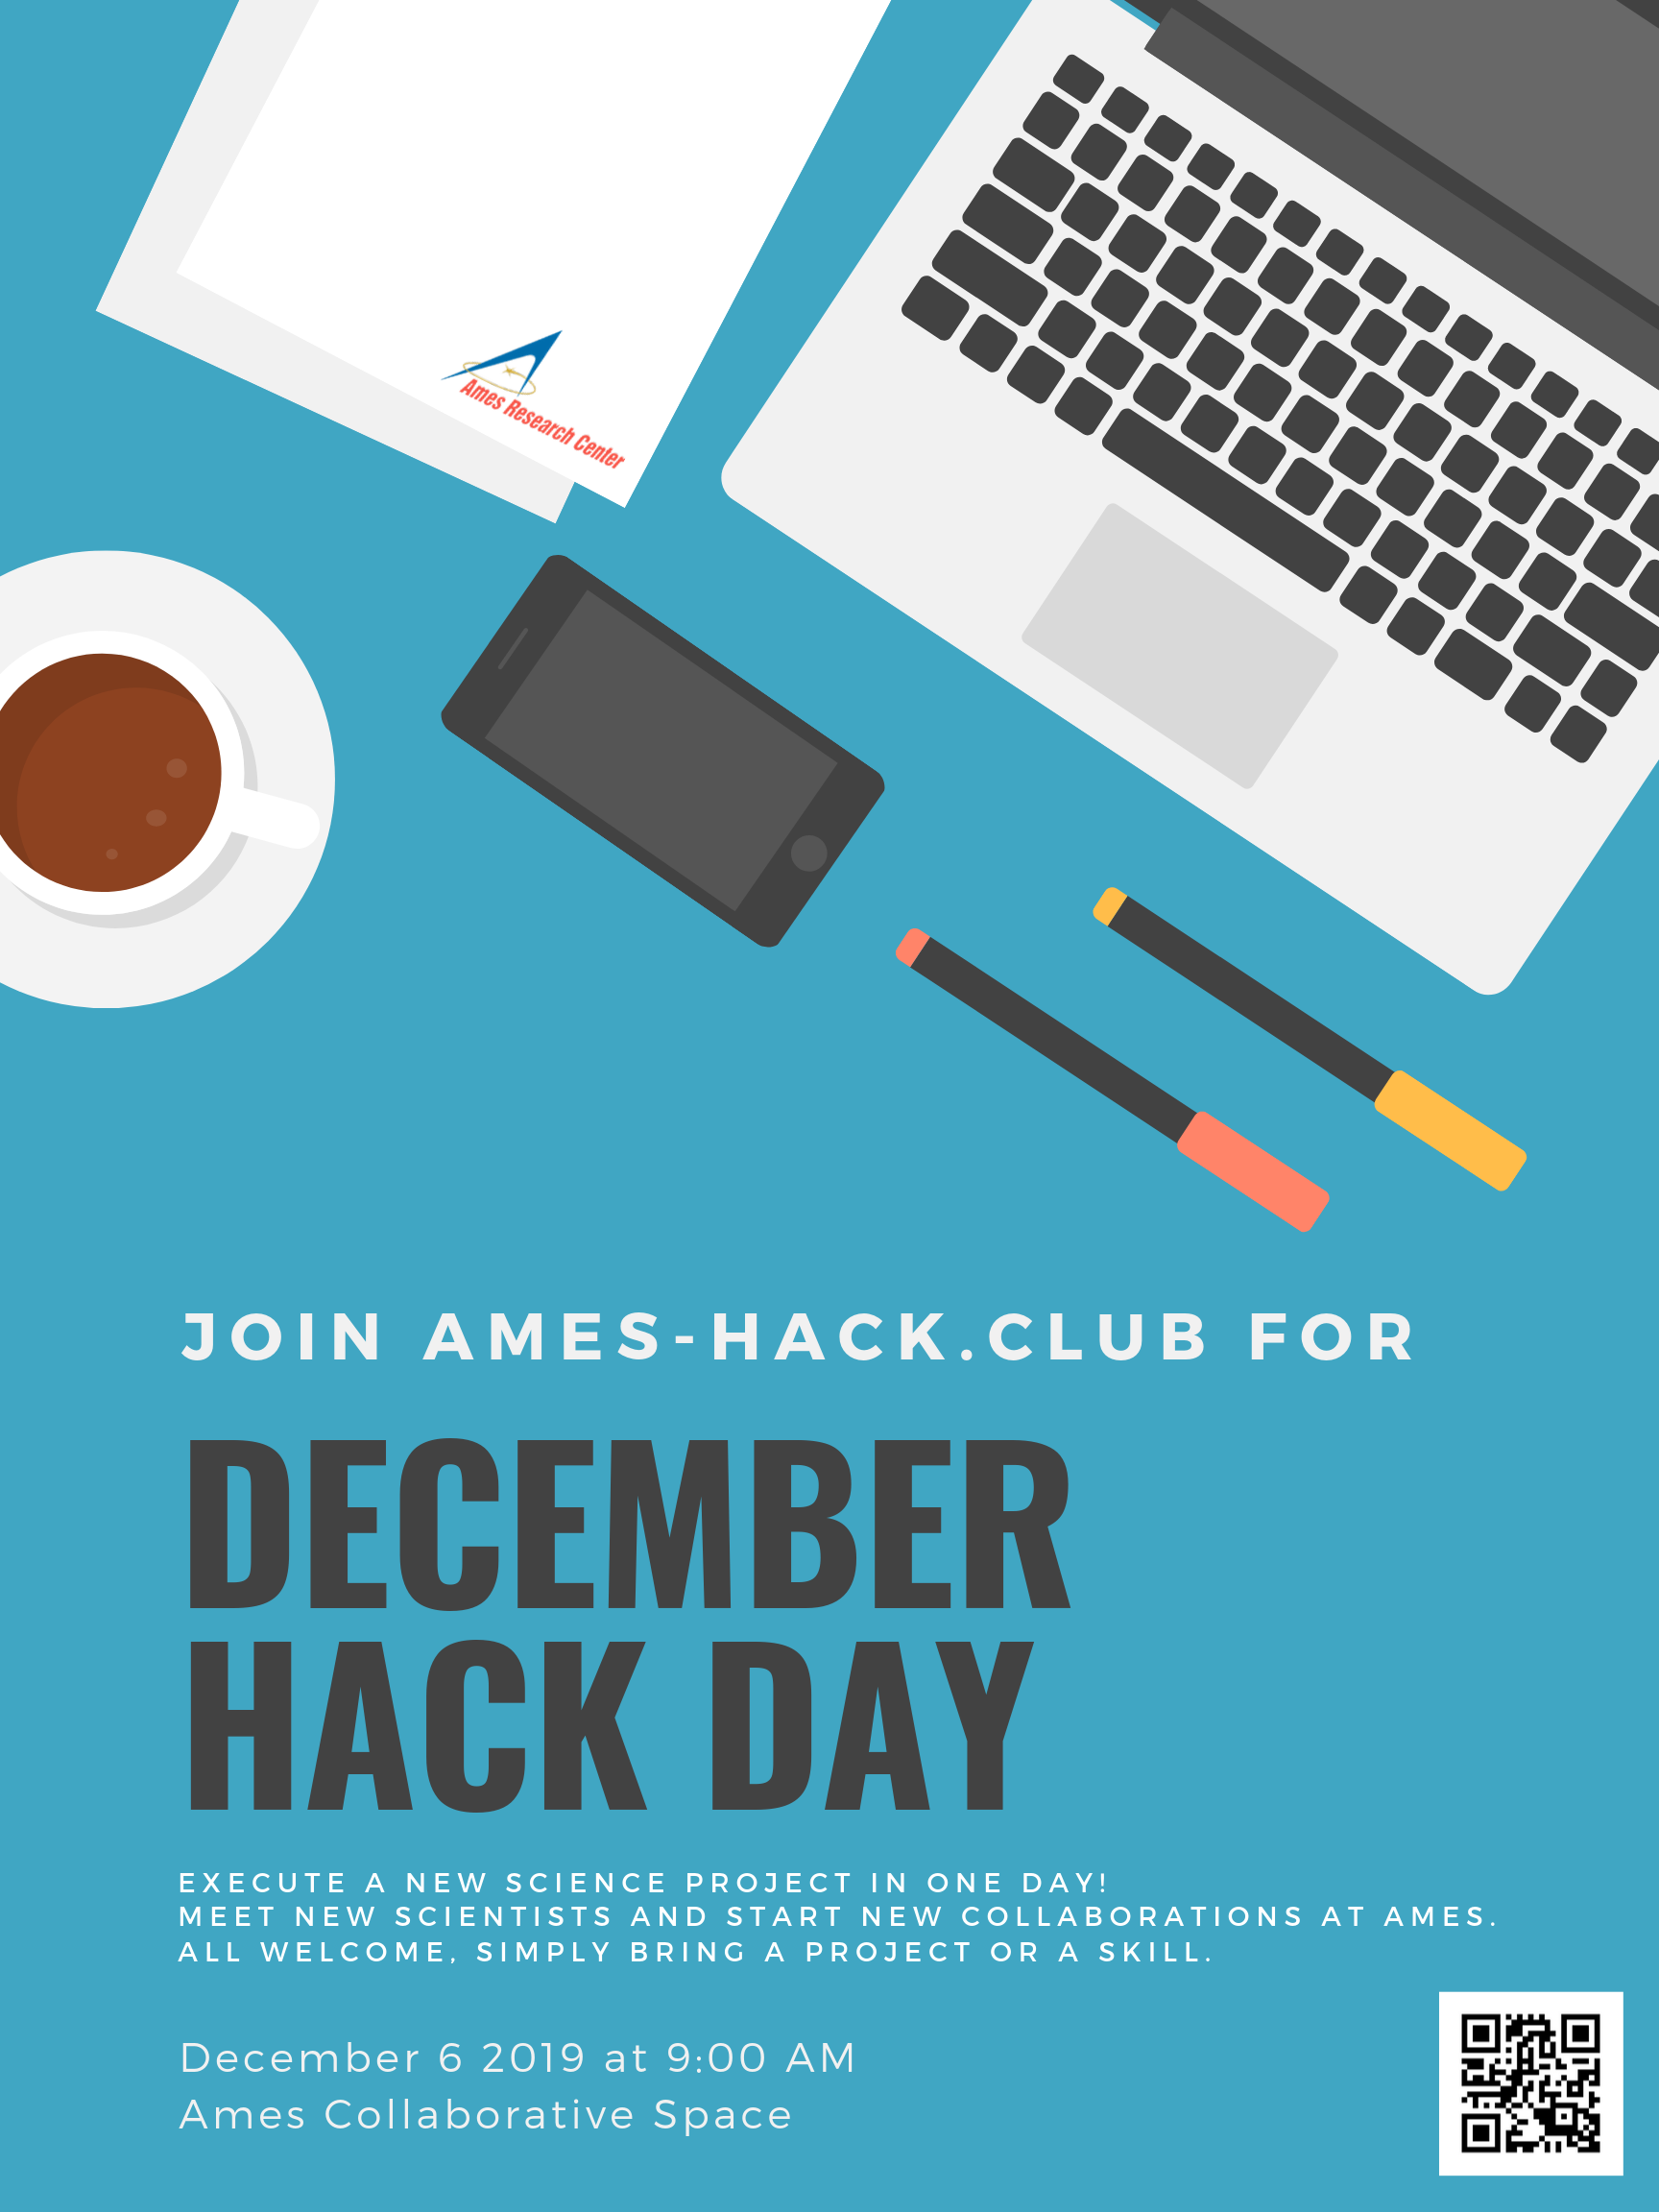 Ames Research Center
JOIN AMES-HACK.CLUB FOR
DECEMBER
HACK DAY
EXECUTE A NEW SCIENCE PROJECT IN ONE DAY!
MEET NEW SCIENTISTS AND START NEW COLLABORATIONS AT AMES.
ALL WELCOME, SIMPLY BRING A PROJECT OR A SKILL.
December 6 2019 at 9:00 AM
Ames Collaborative Space